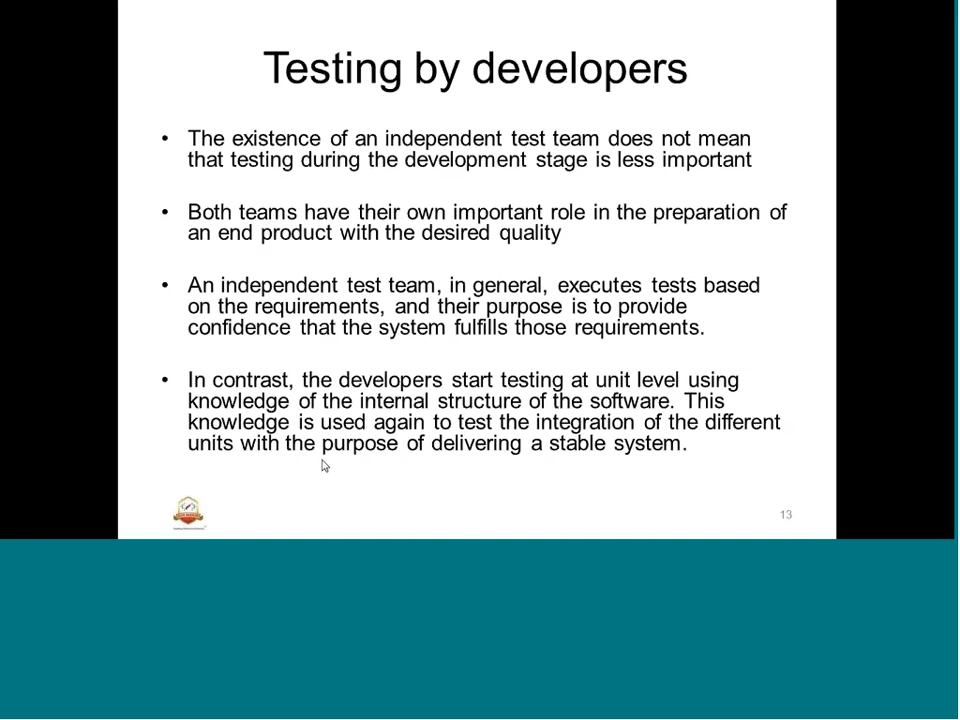 Testing by developers
• The existence of an independent test team does not mean
that testing during the development stage is less important
• Both teams have their own important role in the preparation of
an end product with the desired quality
• An independent test team, in general, executes tests based
on the requirements, and their purpose is to provide
confidence that the system fulfills those requirements.
• In contrast, the developers start testing at unit level using
knowledge of the internal structure of the software. This
knowledge is used again to test the integration of the different
units with the purpose of delivering a stable system.
13